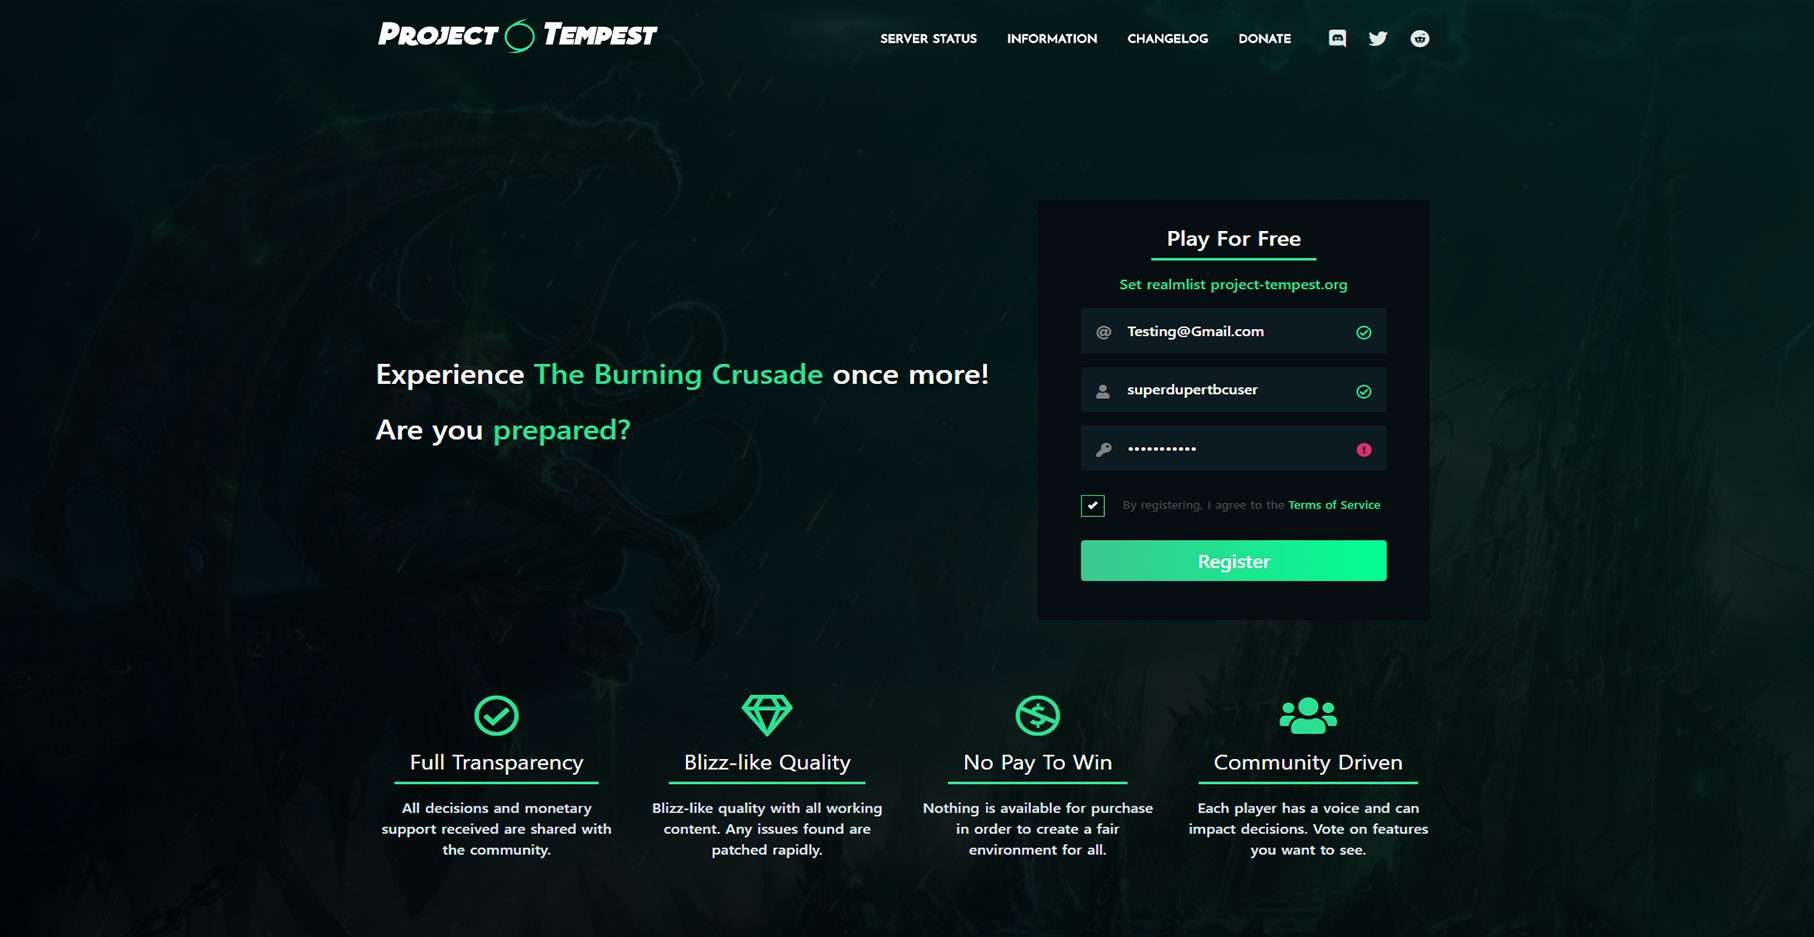 PROJECT TEMPEST
SERVER STATUS
INFORMATION
CHANGELOG
DONATE
Experience The Burning Crusade once more!
Are you prepared?
Play For Free
Set realmlist project-tempest.org
@ Testing@Gmail.com
superdupertbcuser
•••••••••••
By registering, I agree to the Terms of Service
Register
Full Transparency
All decisions and monetary
support received are shared with
the community.
Blizz-like Quality
Blizz-like quality with all working
content. Any issues found are
patched rapidly.
No Pay To Win
Nothing is available for purchase
in order to create a fair
environment for all.
Community Driven
Each player has a voice and can
impact decisions. Vote on features
you want to see.